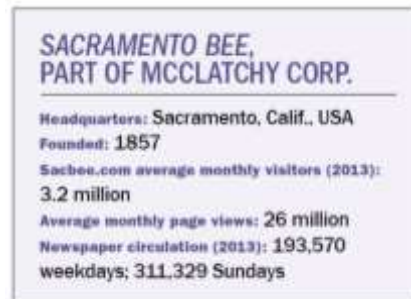 SACRAMENTO BEE,
PART OF MCCLATCHY CORP.
Headquarters: Sacramento, Calif., USA
Founded: 1857
Sacbee.com average monthly visitors (2013):
3.2 million
Average monthly page views: 26 million
Newspaper circulation (2013): 193,570
weekdays; 311,329 Sundays